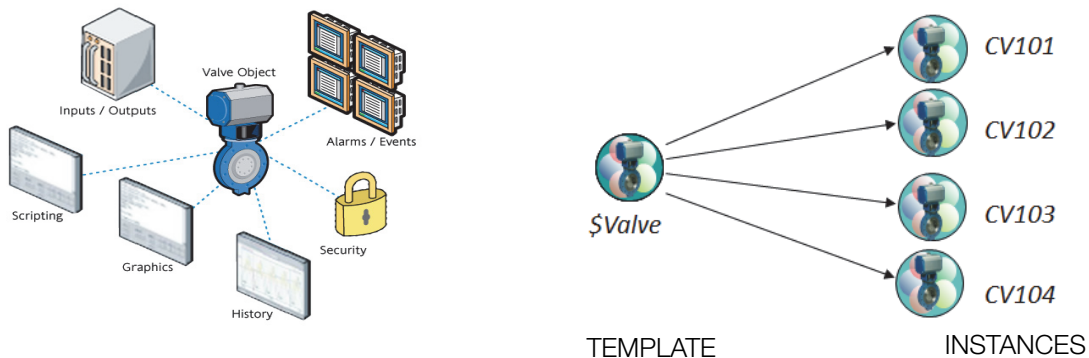 Valve Object
Inputs / Outputs
Alarms / Events
Scripting
Graphics
History
Security
$Valve
CV101
CV102
CV103
CV104
TEMPLATE
INSTANCES